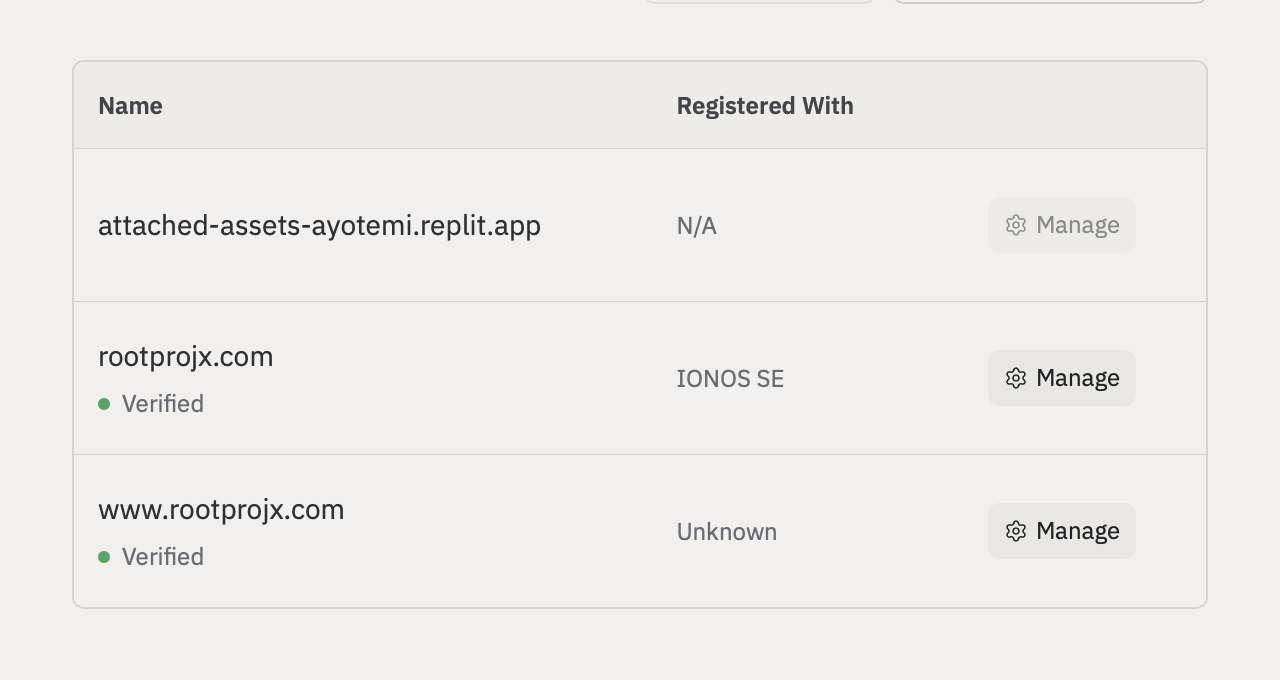 Name Registered With
attached-assets-ayotemi.replit.app N/A Manage
rootprojx.com
Verified
IONOS SE Manage
www.rootprojx.com
Verified
Unknown Manage